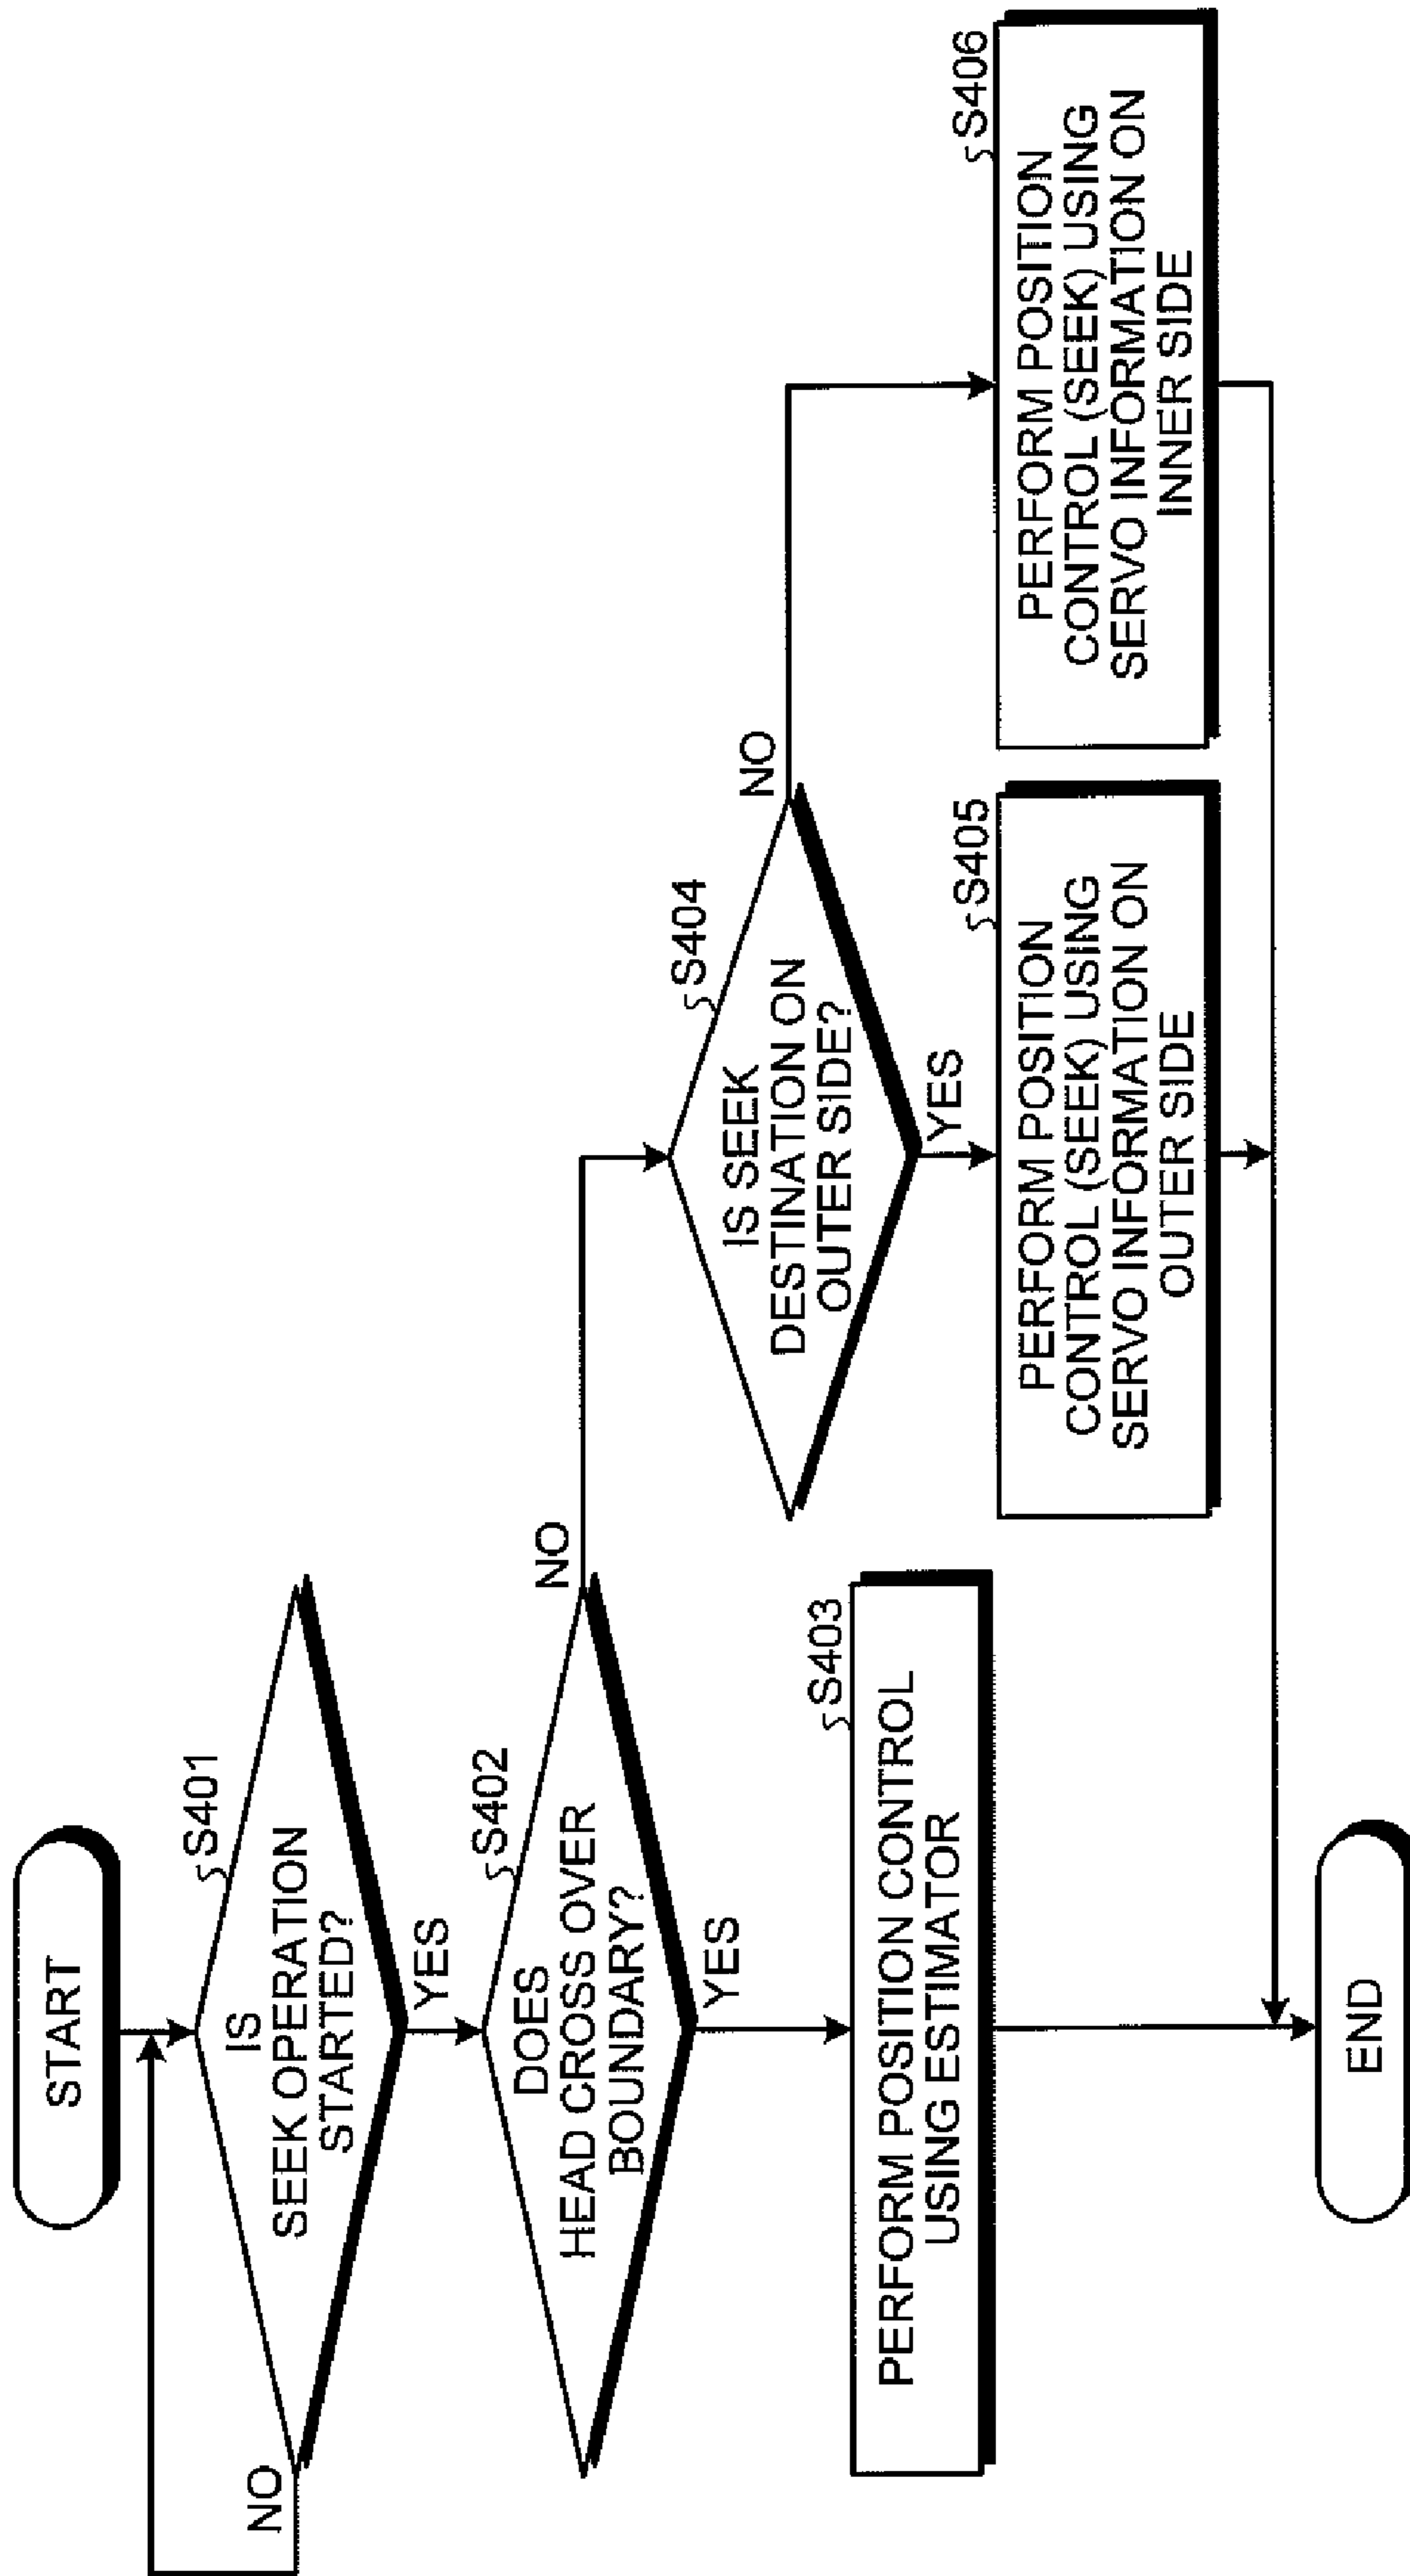 START
S401
IS
SEEK OPERATION
STARTED?
NO
YES
S402
DOES
HEAD CROSS OVER
BOUNDARY?
NO
YES
S403
PERFORM POSITION CONTROL
USING ESTIMATOR
S404
IS SEEK
DESTINATION ON
OUTER SIDE?
NO
YES
S405
PERFORM POSITION
CONTROL (SEEK) USING
SERVO INFORMATION ON
OUTER SIDE
S406
PERFORM POSITION
CONTROL (SEEK) USING
SERVO INFORMATION ON
INNER SIDE
END